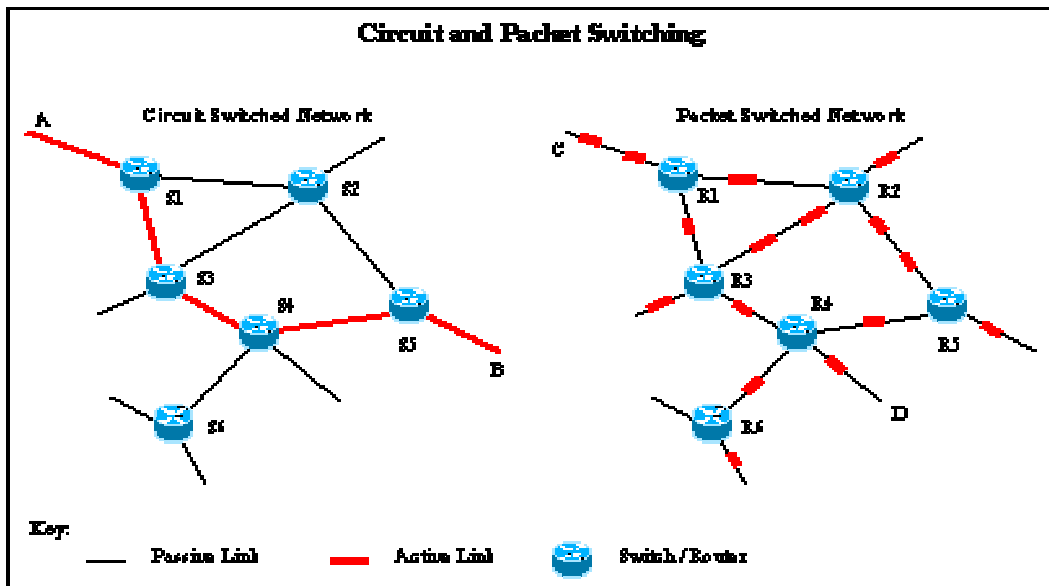 Circuit and Packet Switching
Circuit Switched Network
A
S1
S2
S3
S4
S5
B
S6
Packet Switched Network
C
R1
R2
R3
R4
R5
D
R6
Key:
Passive Link
Active Link
Switch/Router